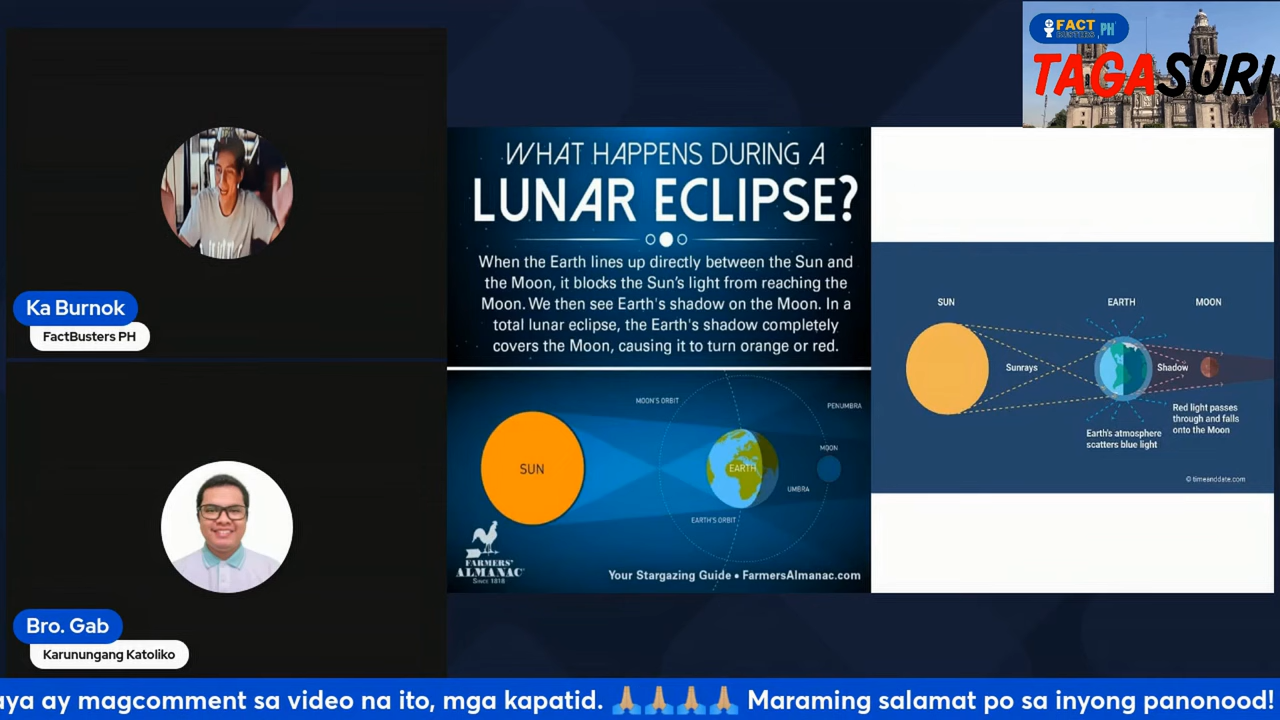 FACT
BUSTERS PH
TAGASURI
Ka Burnok
FactBusters PH
Bro. Gab
Karunungang Katoliko
WHAT HAPPENS DURING A
LUNAR ECLIPSE?
When the Earth lines up directly between the Sun and
the Moon, it blocks the Sun's light from reaching the
Moon. We then see Earth's shadow on the Moon. In a
total lunar eclipse, the Earth's shadow completely
covers the Moon, causing it to turn orange or red.
MOON'S ORBIT
PENUMBRA
SUN
EARTH
MOON
UMBRA
EARTH'S ORBIT
FARMERS'
ALMANAC
SINCE 1818
Your Stargazing Guide • FarmersAlmanac.com
SUN
EARTH
MOON
Sunrays
Shadow
Red light passes
through and falls
onto the Moon
Earth's atmosphere
scatters blue light
© timeanddate.com
aya ay magcomment sa video na ito, mga kapatid. 🙏🏼🙏🏼🙏🏼🙏🏼 Maraming salamat po sa inyong panonood!